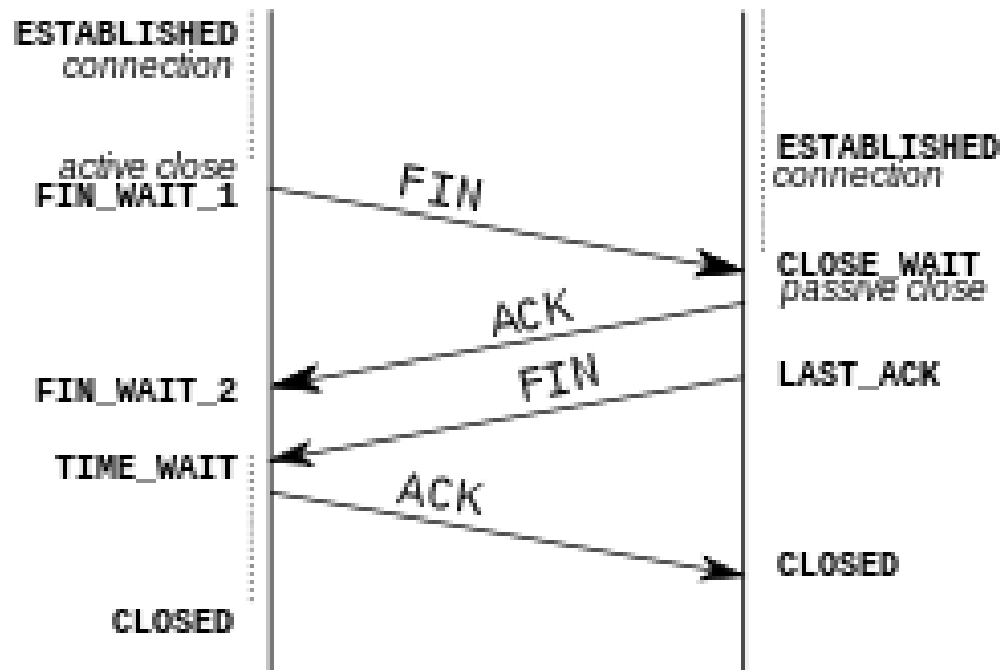 ESTABLISHED
connection
active close
FIN_WAIT_1
FIN
ESTABLISHED
connection
CLOSE_WAIT
passive close
ACK
FIN_WAIT_2
FIN
LAST_ACK
TIME_WAIT
ACK
CLOSED
CLOSED